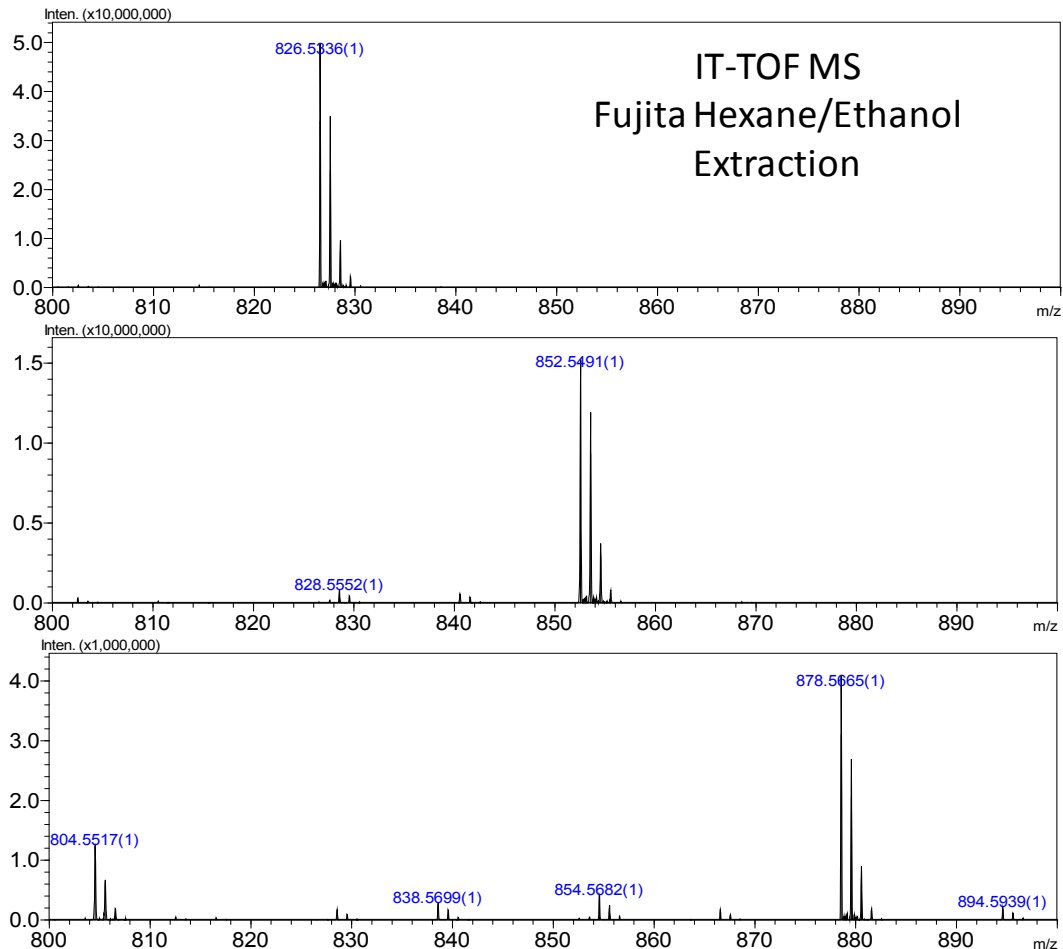 Inten. (x10,000,000)
5.0
4.0
3.0
2.0
1.0
0.0
826.5336(1)
IT-TOF MS
Fujita Hexane/Ethanol
Extraction
800 810 820 830 840 850 860 870 880 890 m/z
Inten. (x10,000,000)
1.5
1.0
0.5
0.0
852.5491(1)
828.5552(1)
800 810 820 830 840 850 860 870 880 890 m/z
Inten. (x1,000,000)
4.0
3.0
2.0
1.0
0.0
878.5665(1)
804.5517(1)
838.5699(1)
854.5682(1)
894.5939(1)
800 810 820 830 840 850 860 870 880 890 m/z